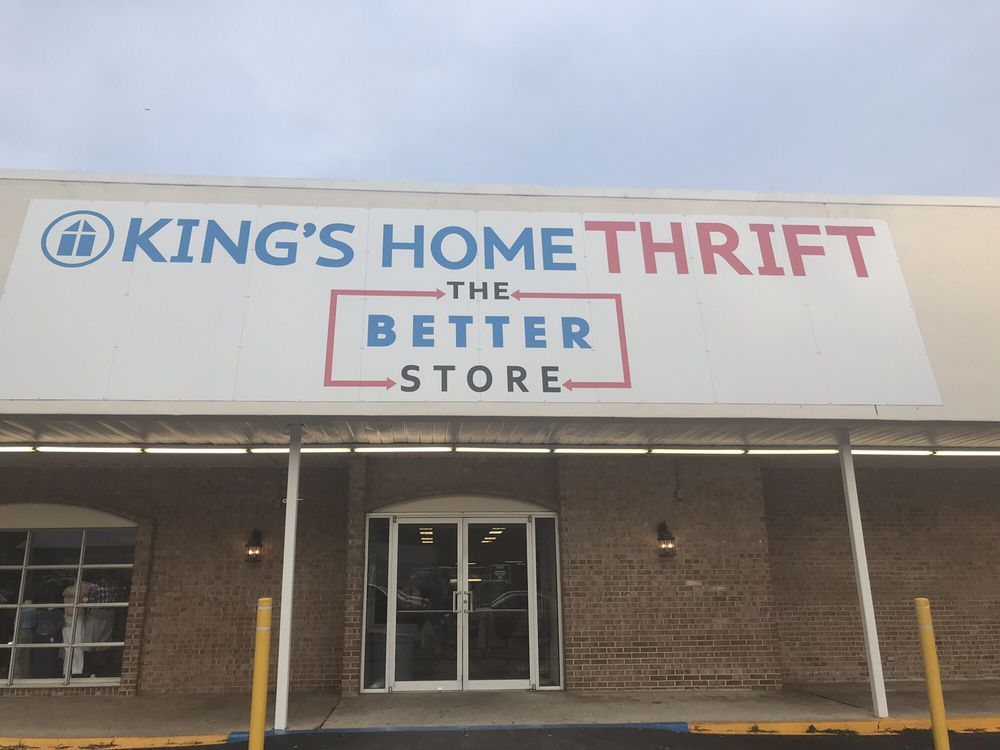 KING'S HOME THRIFT
THE
BETTER
STORE